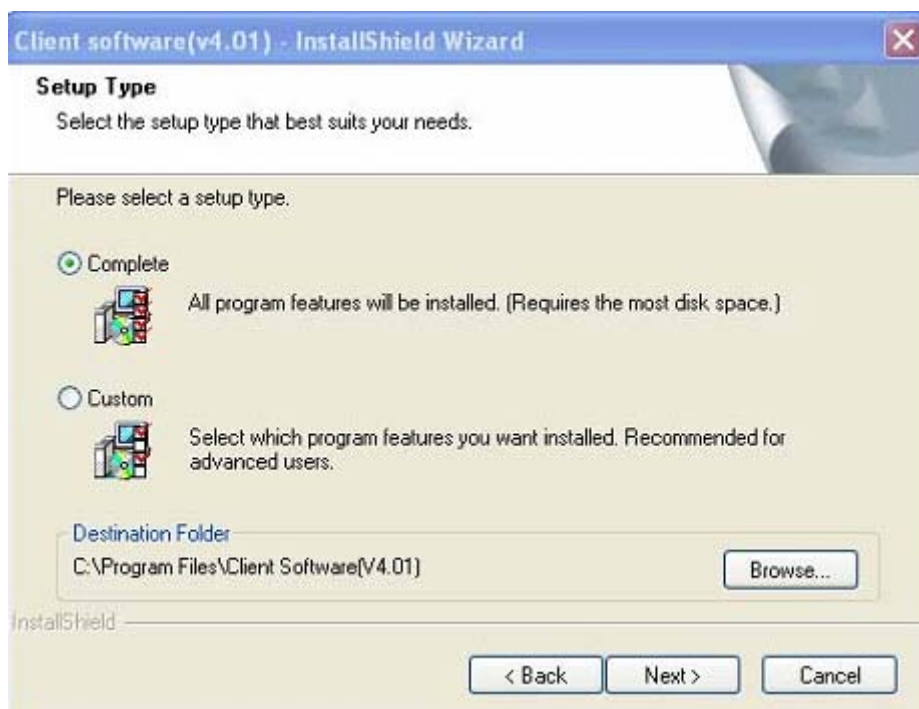 Client software(v4.01) - InstallShield Wizard
Setup Type
Select the setup type that best suits your needs.
Please select a setup type.
Complete
All program features will be installed. (Requires the most disk space.)
Custom
Select which program features you want installed. Recommended for
advanced users.
Destination Folder
C:\Program Files\Client Software(V4.01)
Browse...
InstallShield
< Back
Next >
Cancel